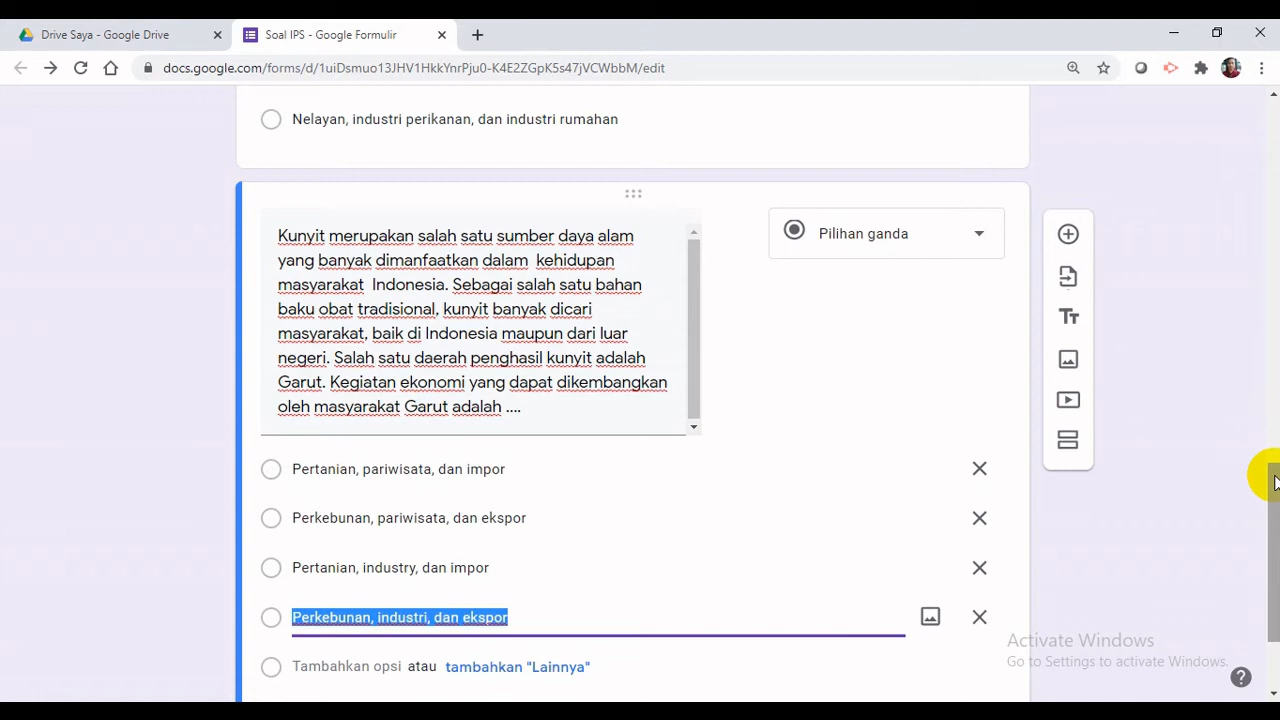 Drive Saya - Google Drive
Soal IPS - Google Formulir
docs.google.com/forms/d/1uiDsmuo13JHV1HkkYnrPju0-K4E2ZGpK5s47jVCWbbM/edit
Nelayan, industri perikanan, dan industri rumahan
Kunyit merupakan salah satu sumber daya alam
yang banyak dimanfaatkan dalam  kehidupan
masyarakat  Indonesia. Sebagai salah satu bahan
baku obat tradisional, kunyit banyak dicari
masyarakat, baik di Indonesia maupun dari luar
negeri. Salah satu daerah penghasil kunyit adalah
Garut. Kegiatan ekonomi yang dapat dikembangkan
oleh masyarakat Garut adalah ....
Pilihan ganda
Tт
Pertanian, pariwisata, dan impor
Perkebunan, pariwisata, dan ekspor
Pertanian, industry, dan impor
Perkebunan, industri, dan ekspor
Tambahkan opsi atau tambahkan "Lainnya"
Activate Windows
Go to Settings to activate Windows.